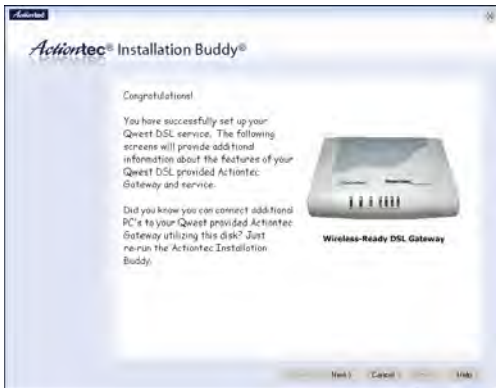 Actiontec
Actiontec® Installation Buddy®
Congratulations!
You have successfully set up your
Qwest DSL service. The following
screens will provide additional
information about the features of your
Qwest DSL provided Actiontec
Gateway and service.
Did you know you can connect additional
PC's to your Qwest provided Actiontec
Gateway utilizing this disk? Just
re-run the Actiontec Installation
Buddy.
Wireless-Ready DSL Gateway
Next
Cancel
Help